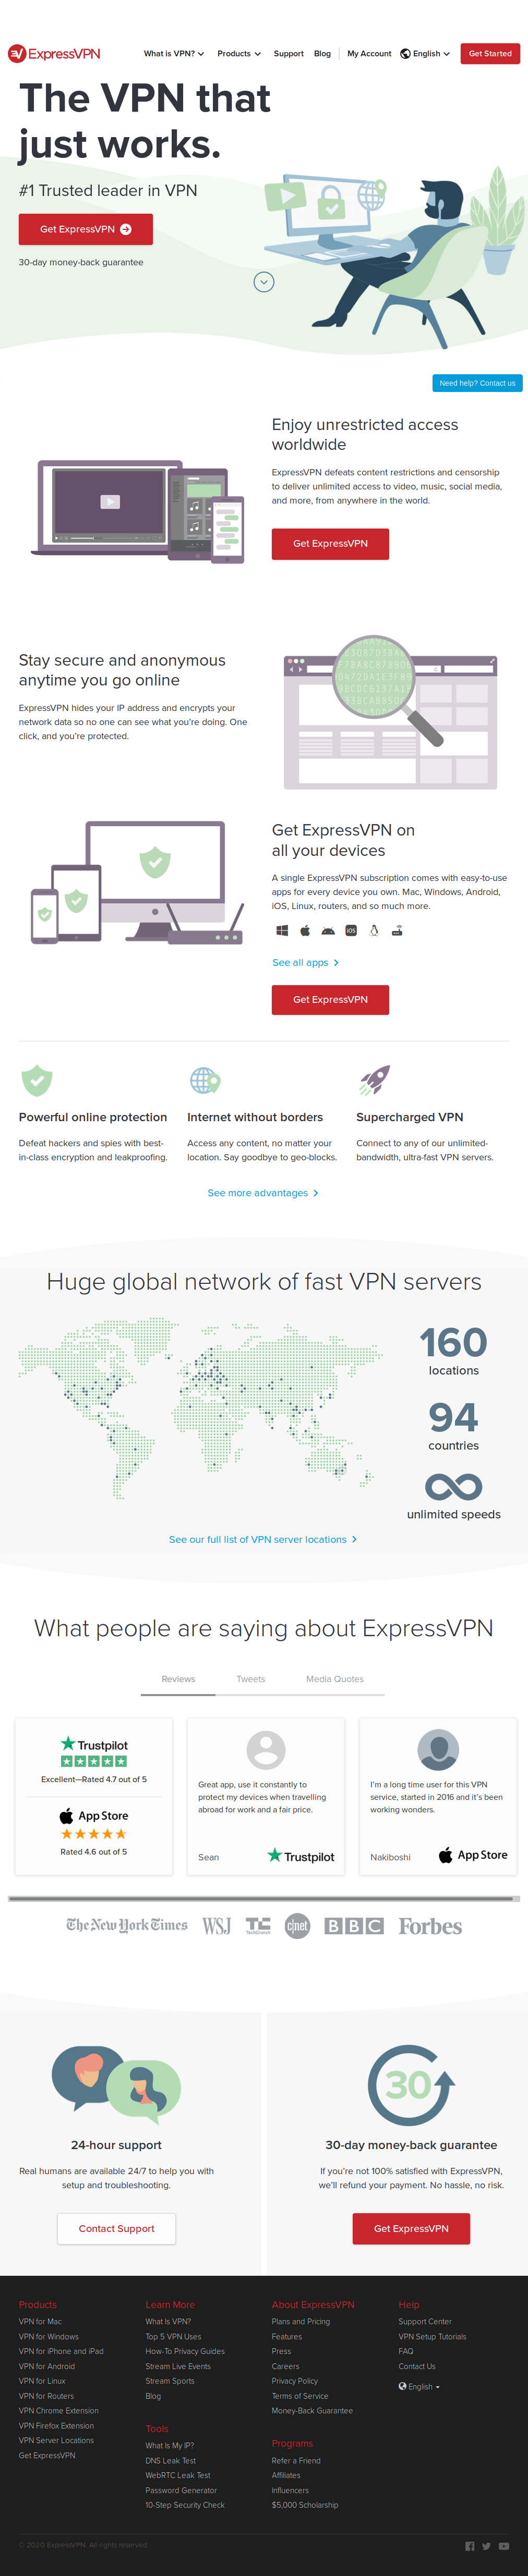 ExpressVPN
What is VPN?
Products
Support
Blog
My Account
English
Get Started
The VPN that
just works.
#1 Trusted leader in VPN
Get ExpressVPN
30-day money-back guarantee
Need help? Contact us
Enjoy unrestricted access
worldwide
ExpressVPN defeats content restrictions and censorship
to deliver unlimited access to video, music, social media,
and more, from anywhere in the world.
Get ExpressVPN
Stay secure and anonymous
anytime you go online
ExpressVPN hides your IP address and encrypts your
network data so no one can see what you're doing. One
click, and you're protected.
Get ExpressVPN on
all your devices
A single ExpressVPN subscription comes with easy-to-use
apps for every device you own. Mac, Windows, Android,
iOS, Linux, routers, and so much more.
iOS
See all apps
Get ExpressVPN
Powerful online protection
Defeat hackers and spies with best-
in-class encryption and leakproofing.
Internet without borders
Access any content, no matter your
location. Say goodbye to geo-blocks.
Supercharged VPN
Connect to any of our unlimited-
bandwidth, ultra-fast VPN servers.
See more advantages
Huge global network of fast VPN servers
160
locations
94
countries
unlimited speeds
See our full list of VPN server locations
What people are saying about ExpressVPN
Reviews
Tweets
Media Quotes
Trustpilot
Excellent—Rated 4.7 out of 5
App Store
Rated 4.6 out of 5
Great app, use it constantly to
protect my devices when travelling
abroad for work and a fair price.
Sean
Trustpilot
I'm a long time user for this VPN
service, started in 2016 and it's been
working wonders.
Nakiboshi
App Store
The New York Times
WSJ
TC
TechCrunch
c|net
BBC
Forbes
24-hour support
Real humans are available 24/7 to help you with
setup and troubleshooting.
Contact Support
30
30-day money-back guarantee
If you're not 100% satisfied with ExpressVPN,
we'll refund your payment. No hassle, no risk.
Get ExpressVPN
Products
VPN for Mac
VPN for Windows
VPN for iPhone and iPad
VPN for Android
VPN for Linux
VPN for Routers
VPN Chrome Extension
VPN Firefox Extension
VPN Server Locations
Get ExpressVPN
Learn More
What Is VPN?
Top 5 VPN Uses
How-To Privacy Guides
Stream Live Events
Stream Sports
Blog
Tools
What Is My IP?
DNS Leak Test
WebRTC Leak Test
Password Generator
10-Step Security Check
About ExpressVPN
Plans and Pricing
Features
Press
Careers
Privacy Policy
Terms of Service
Money-Back Guarantee
Programs
Refer a Friend
Affiliates
Influencers
$5,000 Scholarship
Help
Support Center
VPN Setup Tutorials
FAQ
Contact Us
English
© 2020 ExpressVPN. All rights reserved.